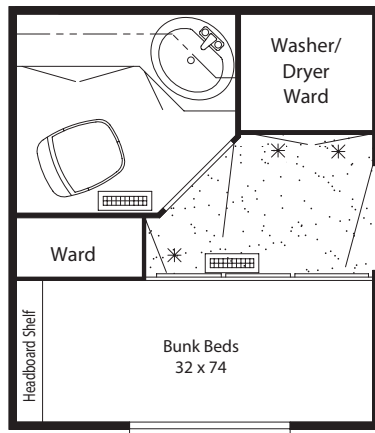 Washer/
Dryer
Ward
Ward
Headboard Shelf
Bunk Beds
32 x 74